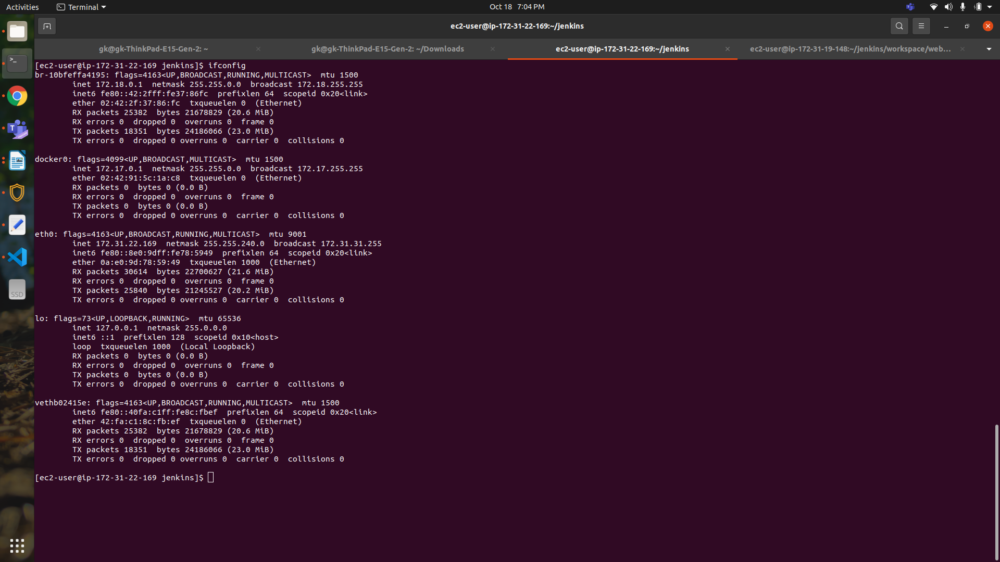 Activities
Terminal
Oct 18 7:04 PM
ec2-user@ip-172-31-22-169:~/jenkins
gk@gk-ThinkPad-E15-Gen-2: ~
gk@gk-ThinkPad-E15-Gen-2: ~/Downloads
ec2-user@ip-172-31-22-169:~/jenkins
ec2-user@ip-172-31-19-148:~/jenkins/workspace/web...
[ec2-user@ip-172-31-22-169 jenkins]$ ifconfig
br-10bfeffa4195: flags=4163<UP,BROADCAST,RUNNING,MULTICAST>  mtu 1500
        inet 172.18.0.1  netmask 255.255.0.0  broadcast 172.18.255.255
        inet6 fe80::42:2fff:fe37:86fc  prefixlen 64  scopeid 0x20<link>
        ether 02:42:2f:37:86:fc  txqueuelen 0  (Ethernet)
        RX packets 25382  bytes 21678829 (20.6 MiB)
        RX errors 0  dropped 0  overruns 0  frame 0
        TX packets 18351  bytes 24186066 (23.0 MiB)
        TX errors 0  dropped 0 overruns 0  carrier 0  collisions 0

docker0: flags=4099<UP,BROADCAST,MULTICAST>  mtu 1500
        inet 172.17.0.1  netmask 255.255.0.0  broadcast 172.17.255.255
        ether 02:42:91:5c:1a:c8  txqueuelen 0  (Ethernet)
        RX packets 0  bytes 0 (0.0 B)
        RX errors 0  dropped 0  overruns 0  frame 0
        TX packets 0  bytes 0 (0.0 B)
        TX errors 0  dropped 0 overruns 0  carrier 0  collisions 0

eth0: flags=4163<UP,BROADCAST,RUNNING,MULTICAST>  mtu 9001
        inet 172.31.22.169  netmask 255.255.240.0  broadcast 172.31.31.255
        inet6 fe80::8e0:9dff:fe78:5949  prefixlen 64  scopeid 0x20<link>
        ether 0a:e0:9d:78:59:49  txqueuelen 1000  (Ethernet)
        RX packets 30614  bytes 22700627 (21.6 MiB)
        RX errors 0  dropped 0  overruns 0  frame 0
        TX packets 25840  bytes 21245527 (20.2 MiB)
        TX errors 0  dropped 0 overruns 0  carrier 0  collisions 0

lo: flags=73<UP,LOOPBACK,RUNNING>  mtu 65536
        inet 127.0.0.1  netmask 255.0.0.0
        inet6 ::1  prefixlen 128  scopeid 0x10<host>
        loop  txqueuelen 1000  (Local Loopback)
        RX packets 0  bytes 0 (0.0 B)
        RX errors 0  dropped 0  overruns 0  frame 0
        TX packets 0  bytes 0 (0.0 B)
        TX errors 0  dropped 0 overruns 0  carrier 0  collisions 0

vethb02415e: flags=4163<UP,BROADCAST,RUNNING,MULTICAST>  mtu 1500
        inet6 fe80::40fa:c1ff:fe8c:fbef  prefixlen 64  scopeid 0x20<link>
        ether 42:fa:c1:8c:fb:ef  txqueuelen 0  (Ethernet)
        RX packets 25382  bytes 21678829 (20.6 MiB)
        RX errors 0  dropped 0  overruns 0  frame 0
        TX packets 18351  bytes 24186066 (23.0 MiB)
        TX errors 0  dropped 0 overruns 0  carrier 0  collisions 0

[ec2-user@ip-172-31-22-169 jenkins]$
SSD